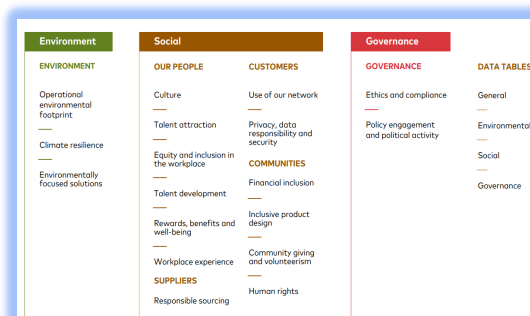 Environment
ENVIRONMENT
Operational
environmental
footprint
Climate resilience
Environmentally
focused solutions
Social
OUR PEOPLE
Culture
Talent attraction
Equity and inclusion in
the workplace
Talent development
Rewards, benefits and
well-being
Workplace experience
SUPPLIERS
Responsible sourcing
CUSTOMERS
Use of our network
Privacy, data
responsibility and
security
COMMUNITIES
Financial inclusion
Inclusive product
design
Community giving
and volunteerism
Human rights
Governance
GOVERNANCE
Ethics and compliance
Policy engagement
and political activity
DATA TABLES
General
Environmental
Social
Governance